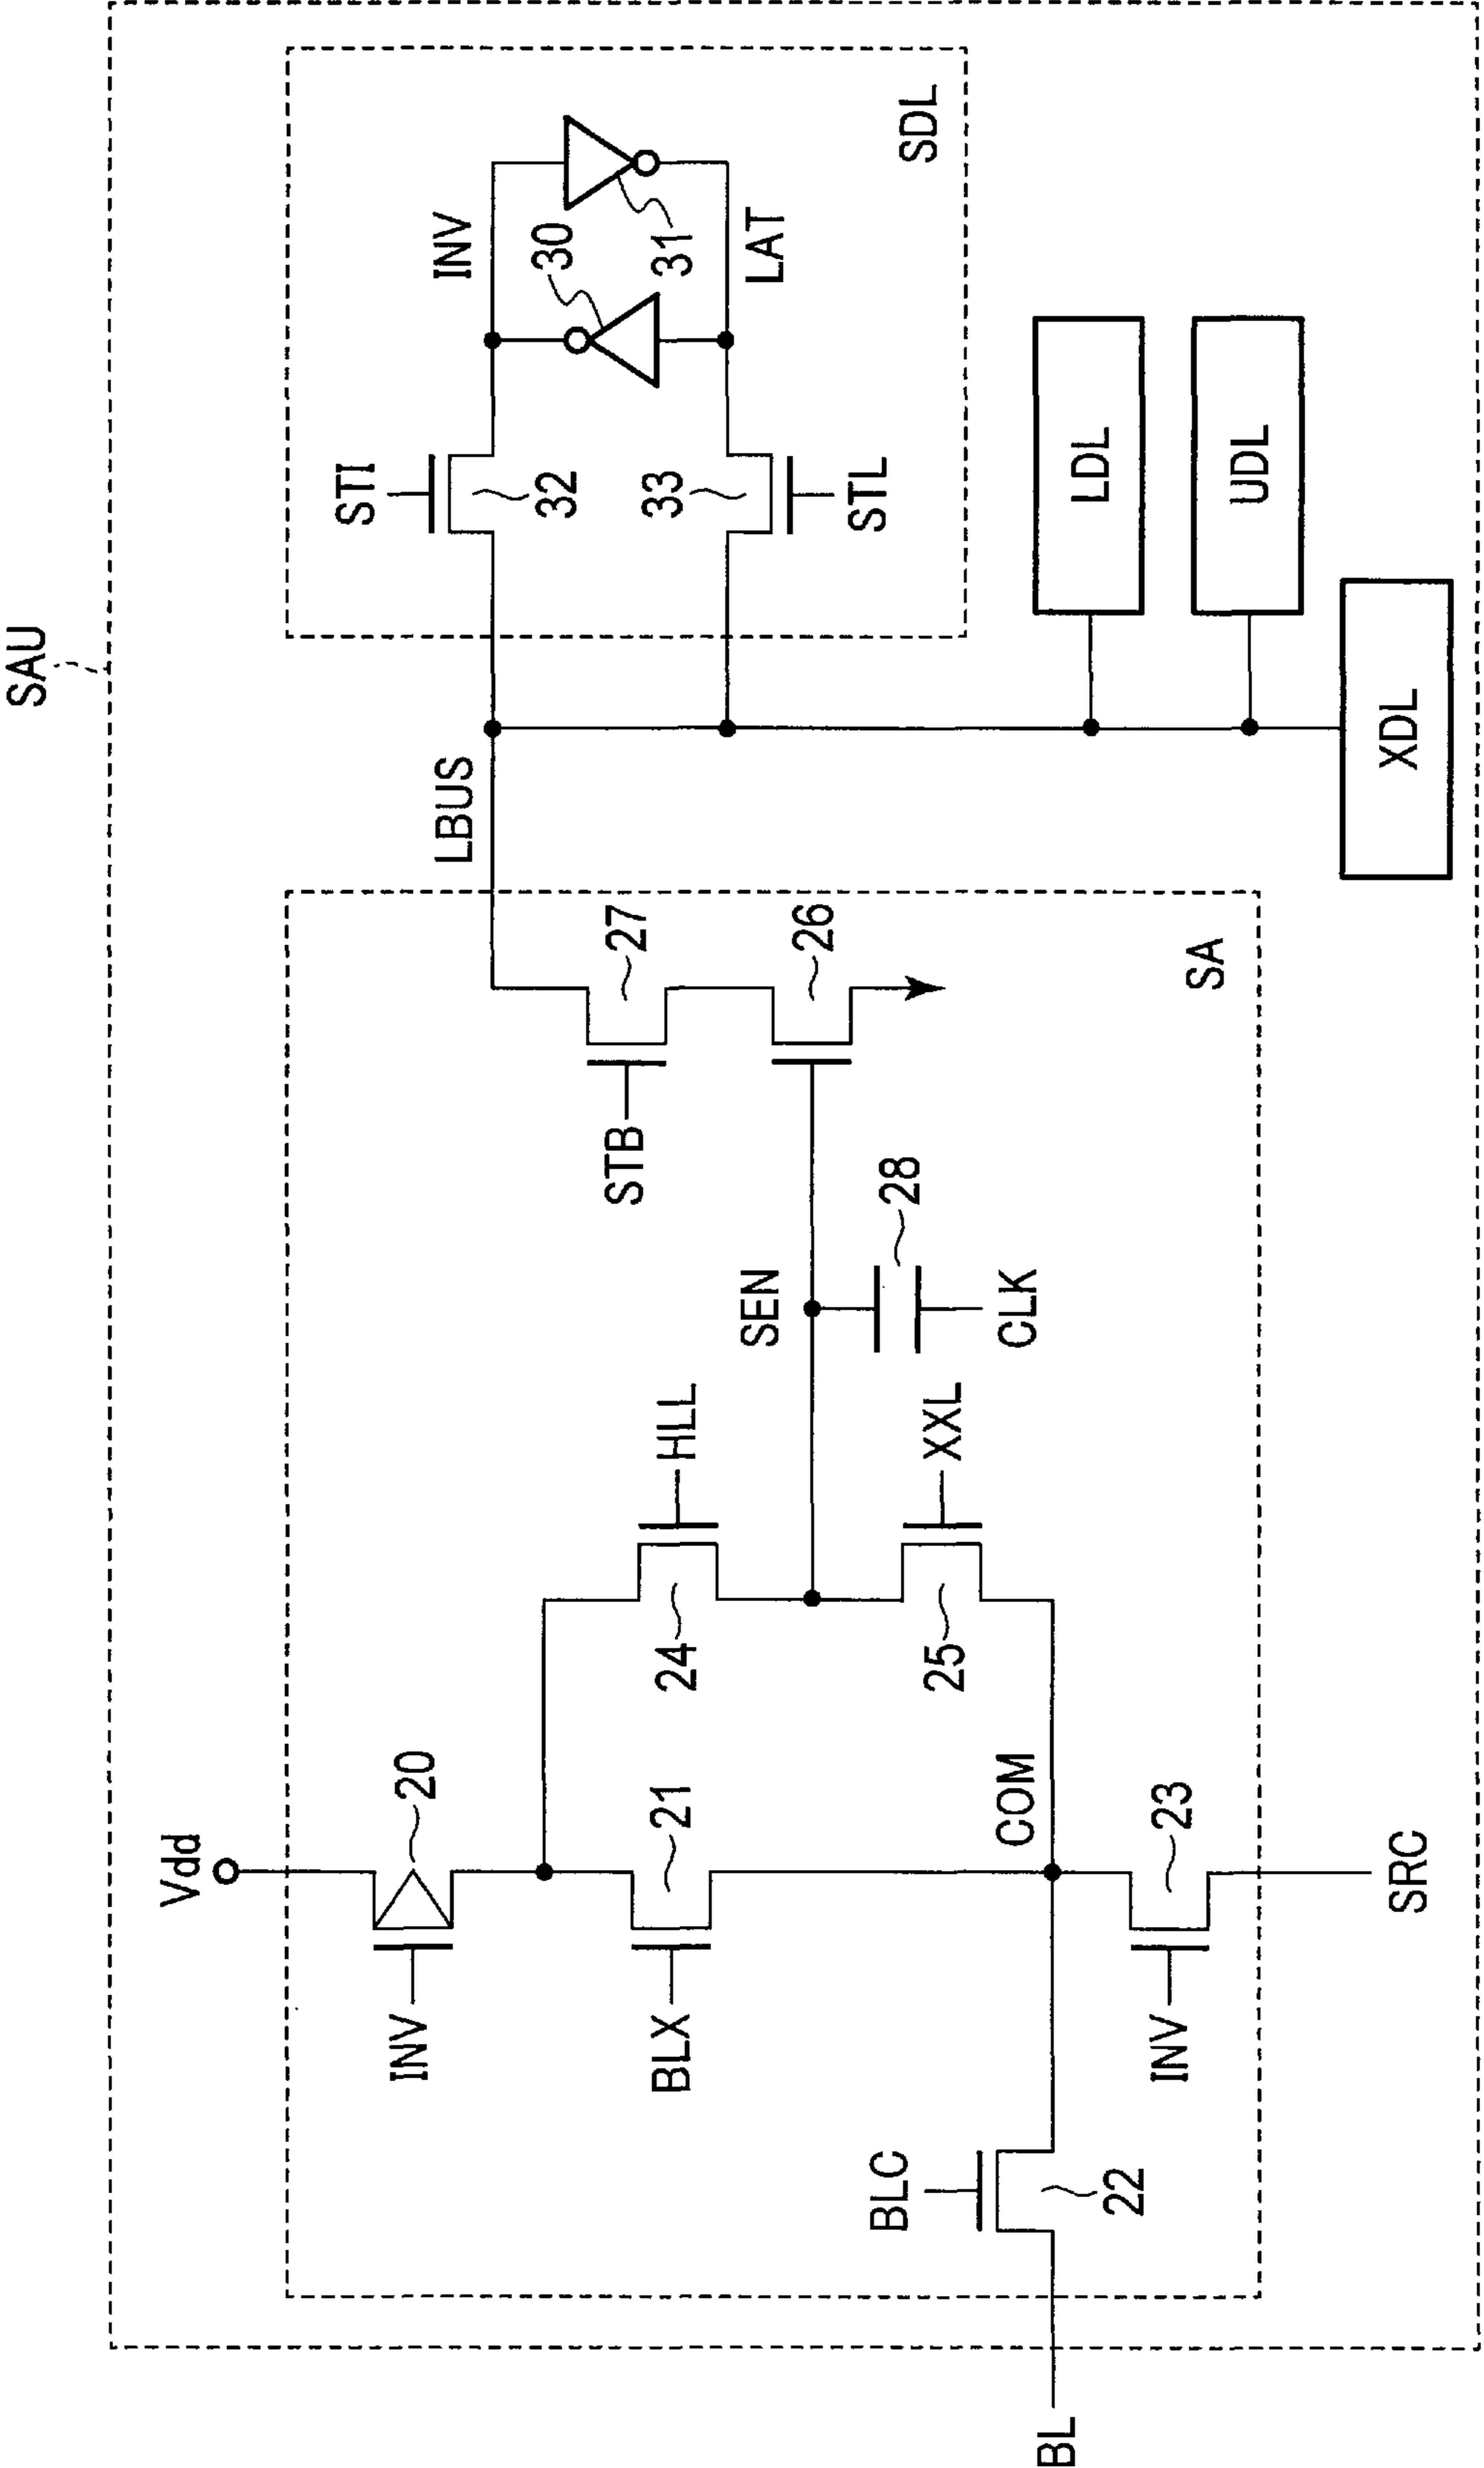 SAU
Vdd
INV
20
BLX
21
HLL
24
BLC
22
COM
INV
23
SRC
BL
25
XXL
SEN
28
CLK
STB
27
26
SA
LBUS
STI
32
INV
30
31
LAT
33
STL
SDL
LDL
UDL
XDL